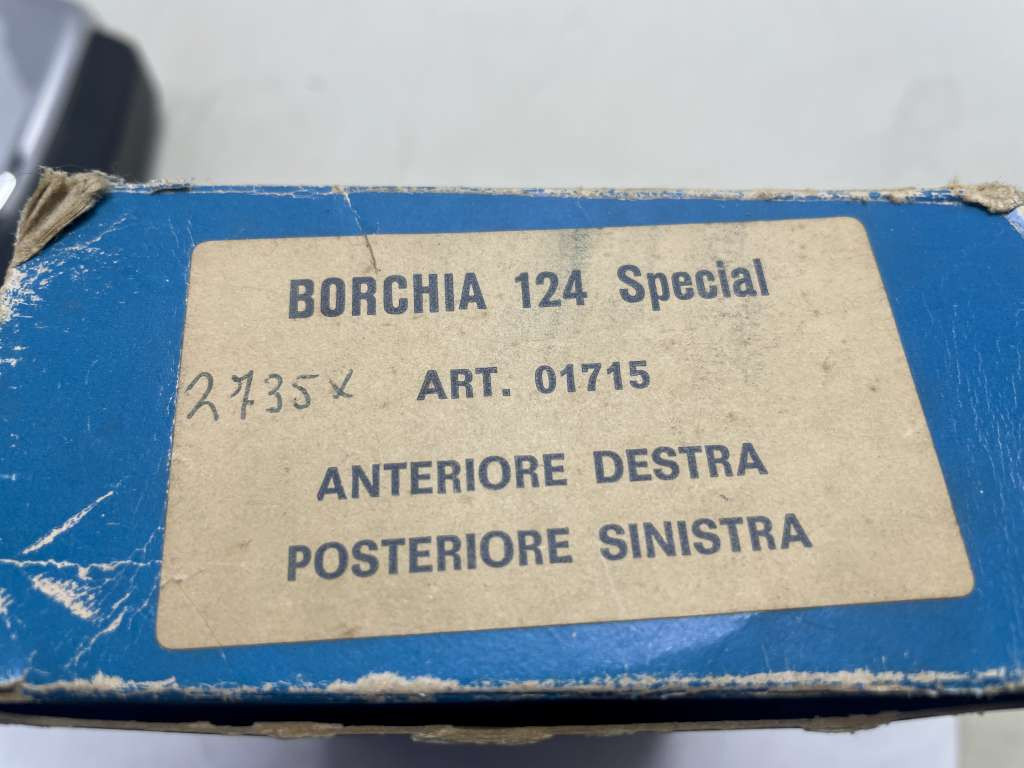 BORCHIA 124 Special
2735x ART. 01715
ANTERIORE DESTRA
POSTERIORE SINISTRA